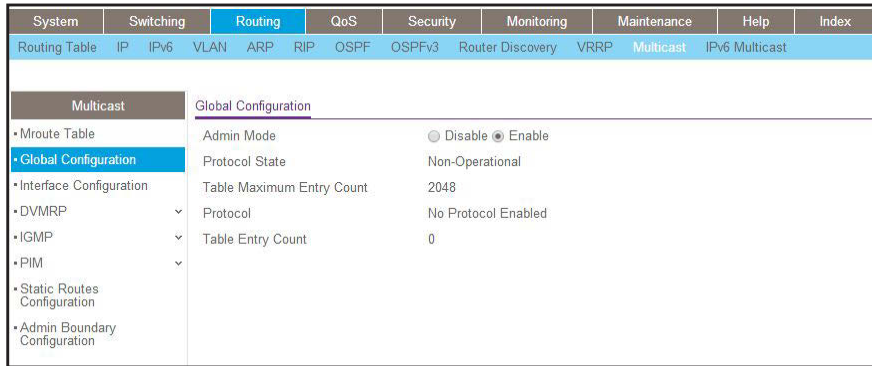 System Switching Routing QoS Security Monitoring Maintenance Help Index
Routing Table IP IPv6 VLAN ARP RIP OSPF OSPFv3 Router Discovery VRRP Multicast IPv6 Multicast
Multicast
Mroute Table
Global Configuration
Interface Configuration
DVMRP
IGMP
PIM
Static Routes
Configuration
Admin Boundary
Configuration
Global Configuration
Admin Mode Disable Enable
Protocol State Non-Operational
Table Maximum Entry Count 2048
Protocol No Protocol Enabled
Table Entry Count 0